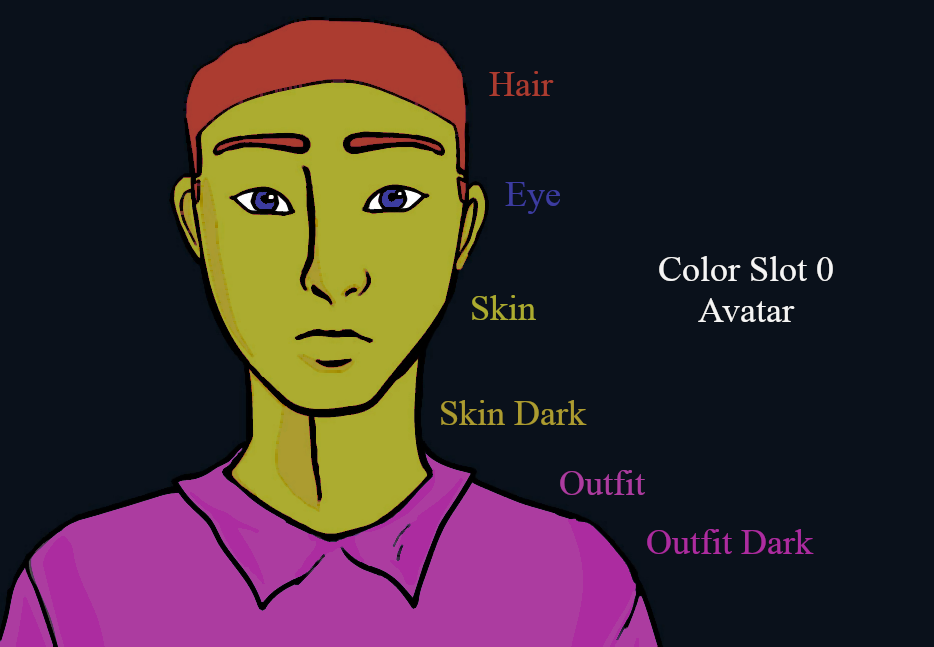 Hair
Eye
Color Slot 0
Avatar
Skin
Skin Dark
Outfit
Outfit Dark